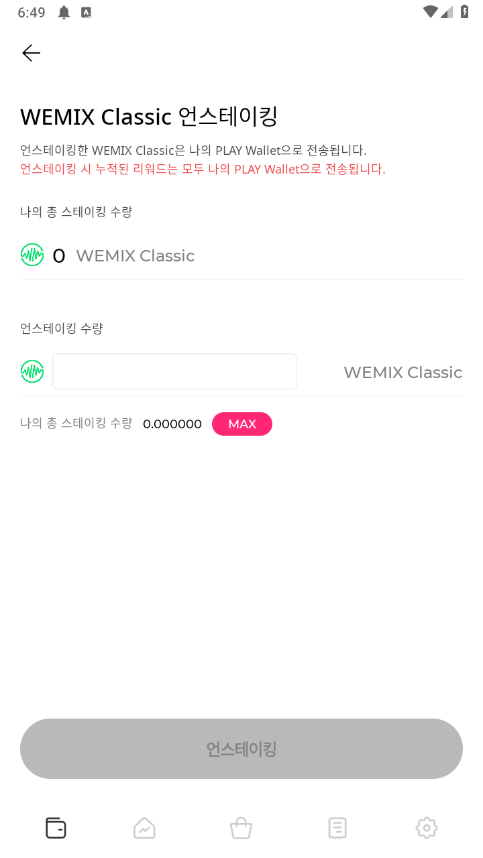 6:49
WEMIX Classic 언스테이킹
언스테이킹한 WEMIX Classic은 나의 PLAY Wallet으로 전송됩니다.
언스테이킹 시 누적된 리워드는 모두 나의 PLAY Wallet으로 전송됩니다.
나의 총 스테이킹 수량
0 WEMIX Classic
언스테이킹 수량
WEMIX Classic
나의 총 스테이킹 수량 0.000000 MAX
언스테이킹